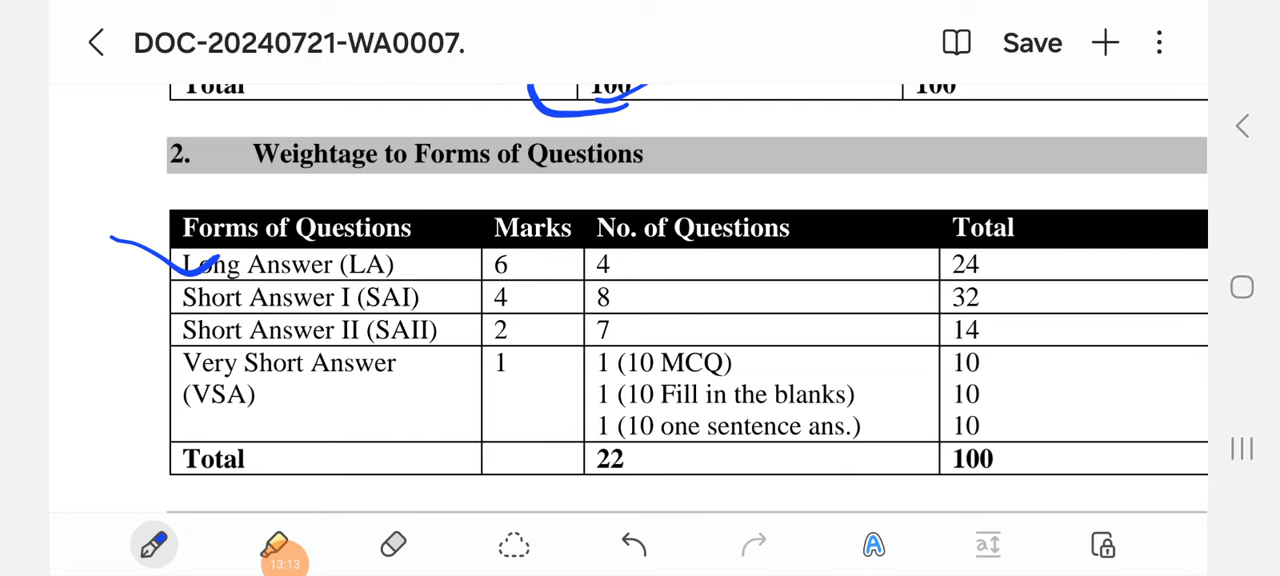 DOC-20240721-WA0007.
Save
Total 100 100
2. Weightage to Forms of Questions
Forms of Questions Marks No. of Questions Total
Long Answer (LA) 6 4 24
Short Answer I (SAI) 4 8 32
Short Answer II (SAII) 2 7 14
Very Short Answer 1 1 (10 MCQ) 10
(VSA) 1 (10 Fill in the blanks) 10
1 (10 one sentence ans.) 10
Total 22 100
A aI
13:13